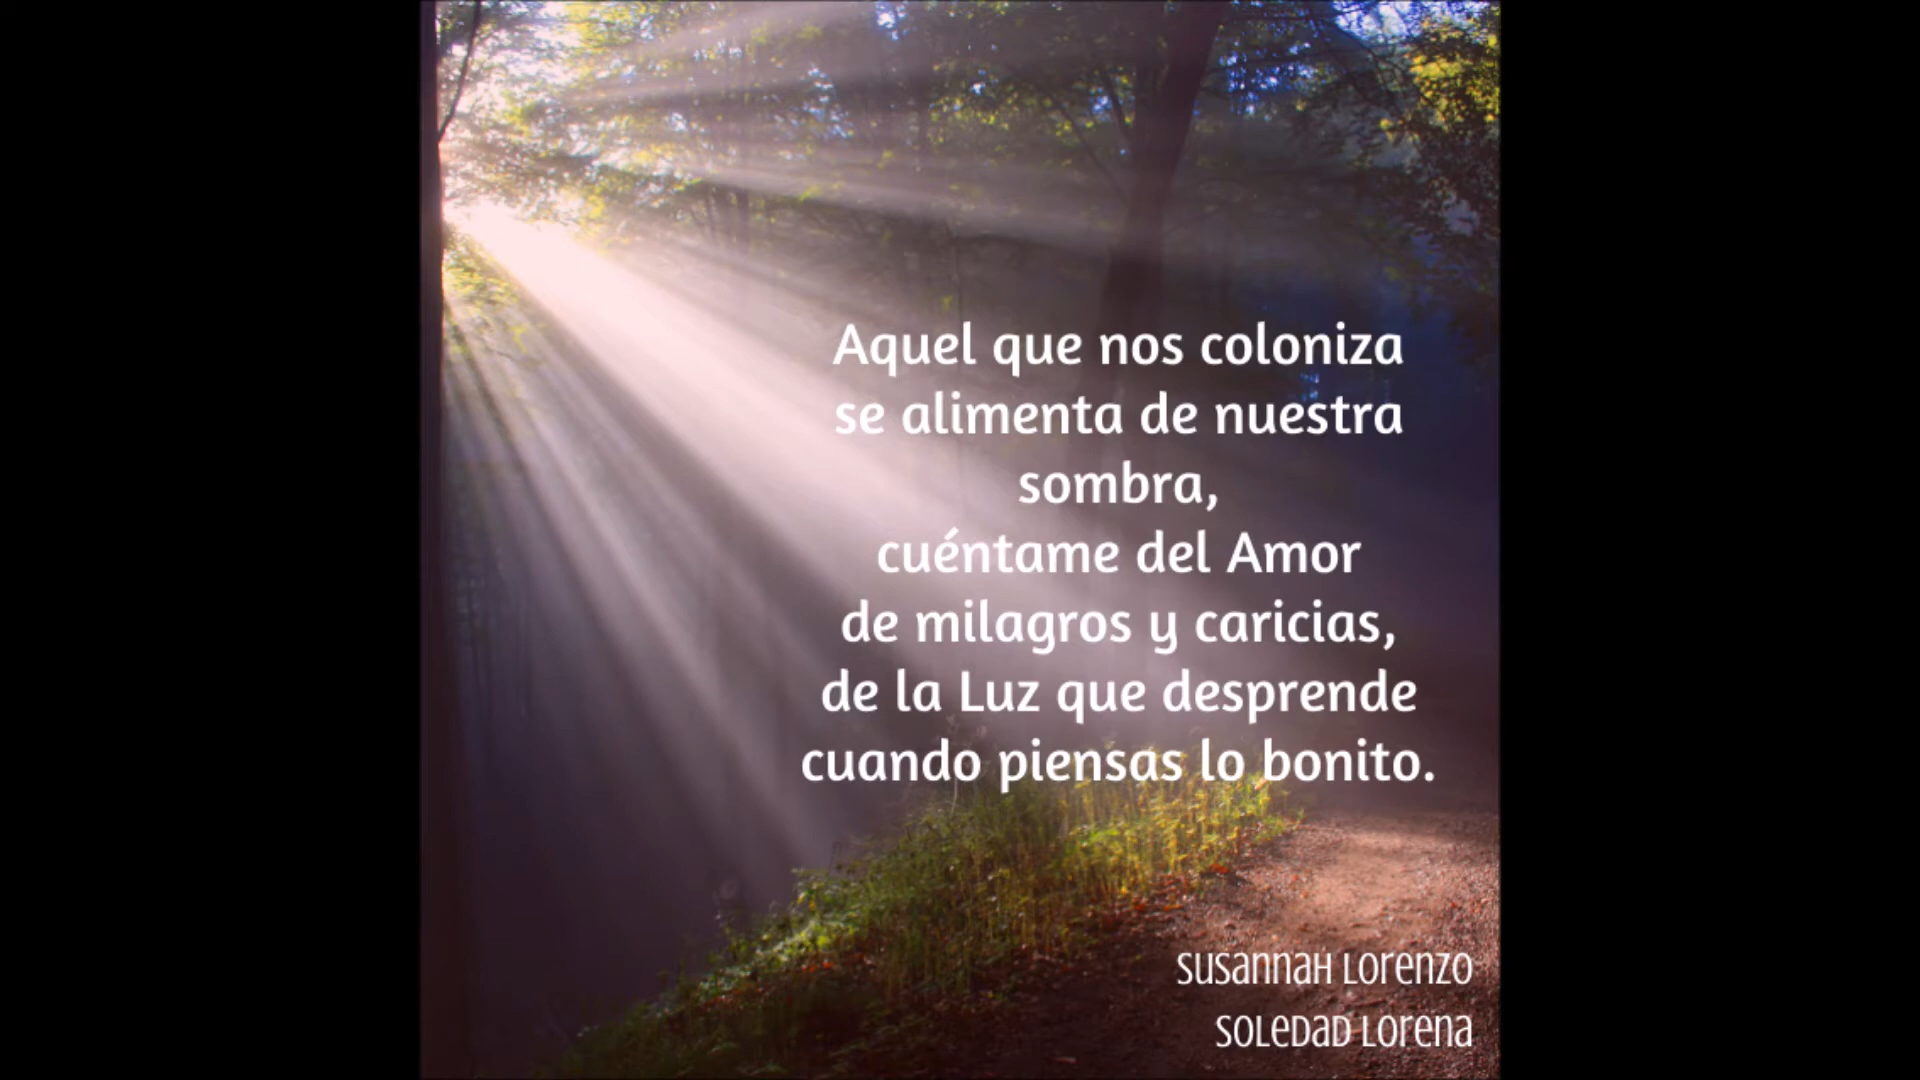 Aquel que nos coloniza
se alimenta de nuestra
sombra,
cuéntame del Amor
de milagros y caricias,
de la Luz que desprende
cuando piensas lo bonito.
Susannah Lorenzo
Soledad Lorena